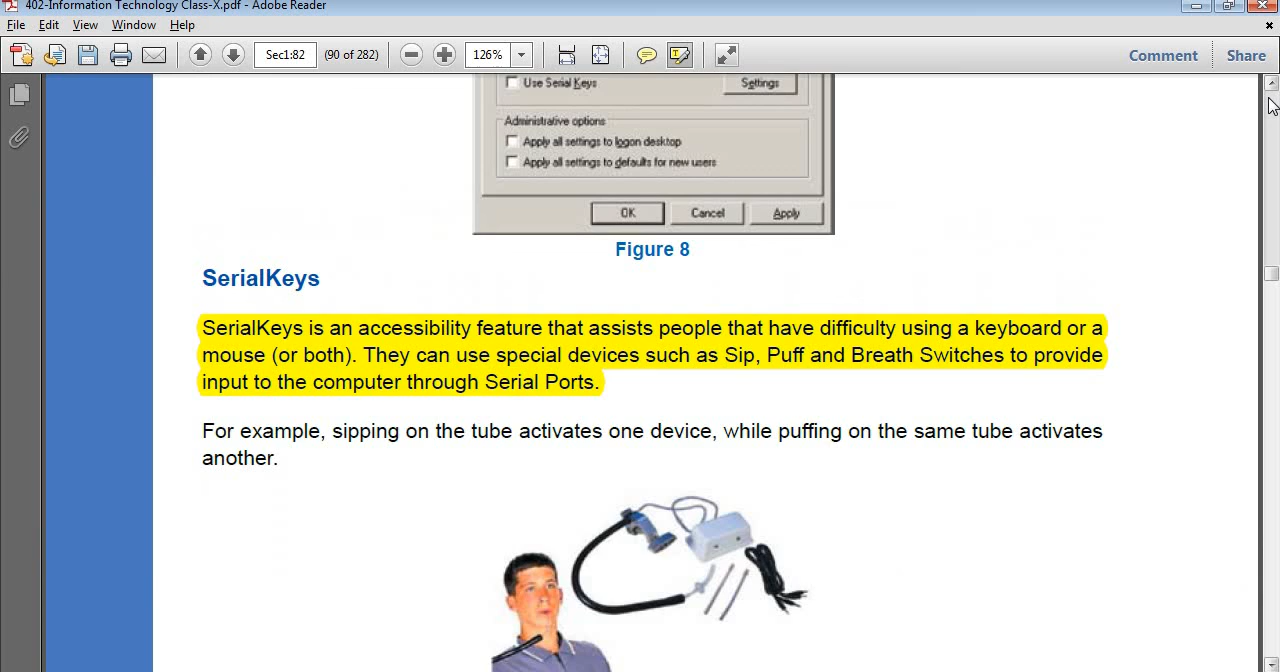 402-Information Technology Class-X.pdf - Adobe Reader
File Edit View Window Help
Sec1:82 (90 of 282) 126% Comment Share
Use Serial Keys Settings
Administrative options
Apply all settings to logon desktop
Apply all settings to defaults for new users
OK Cancel Apply
Figure 8
SerialKeys
SerialKeys is an accessibility feature that assists people that have difficulty using a keyboard or a
mouse (or both). They can use special devices such as Sip, Puff and Breath Switches to provide
input to the computer through Serial Ports.
For example, sipping on the tube activates one device, while puffing on the same tube activates
another.